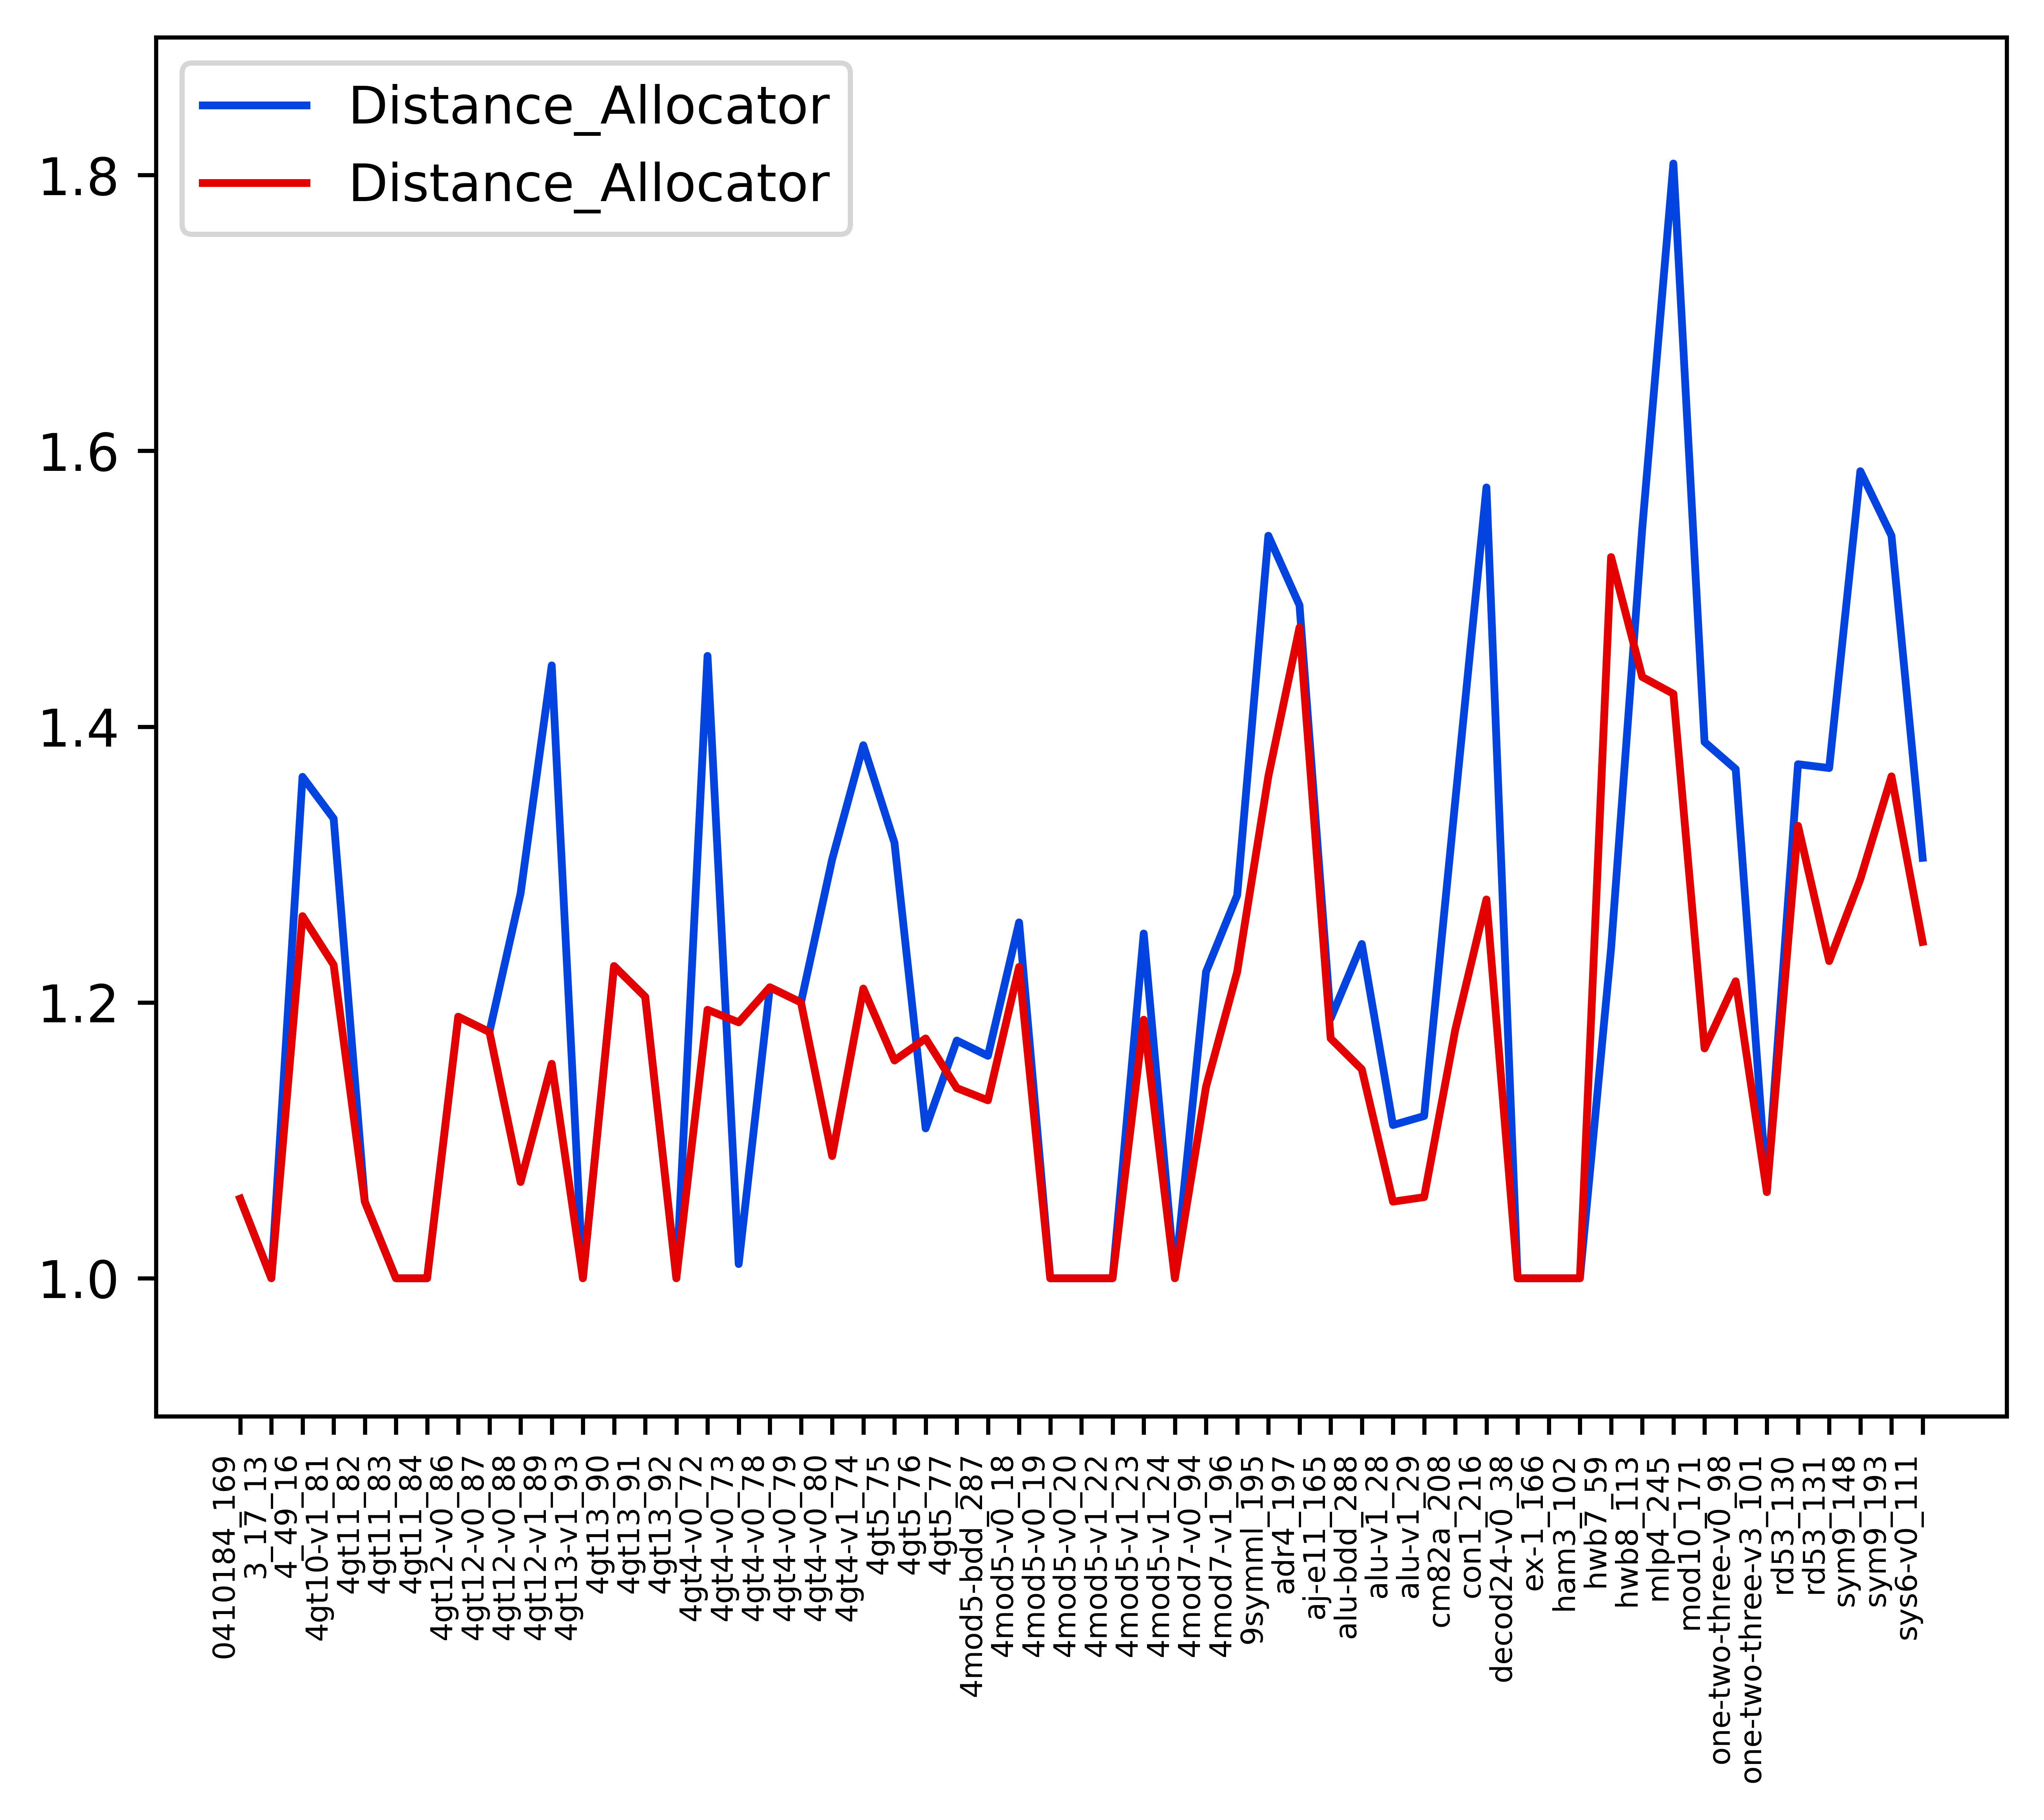 Distance_Allocator
Distance_Allocator
1.8
1.6
1.4
1.2
1.0
0410184_169
3_17_13
4_49_16
4gt10-v1_81
4gt11_82
4gt11_83
4gt11_84
4gt12-v0_86
4gt12-v0_87
4gt12-v0_88
4gt12-v1_89
4gt13-v1_93
4gt13_90
4gt13_91
4gt13_92
4gt4-v0_72
4gt4-v0_73
4gt4-v0_78
4gt4-v0_79
4gt4-v0_80
4gt4-v1_74
4gt5_75
4gt5_76
4gt5_77
4mod5-bdd_287
4mod5-v0_18
4mod5-v0_19
4mod5-v0_20
4mod5-v1_22
4mod5-v1_23
4mod5-v1_24
4mod7-v0_94
4mod7-v1_96
9symml_195
adr4_197
aj-e11_165
alu-bdd_288
alu-v1_28
alu-v1_29
cm82a_208
con1_216
decod24-v0_38
ex-1_166
ham3_102
hwb7_59
hwb8_113
mlp4_245
mod10_171
one-two-three-v0_98
one-two-three-v3_101
rd53_130
rd53_131
sym9_148
sym9_193
sys6-v0_111